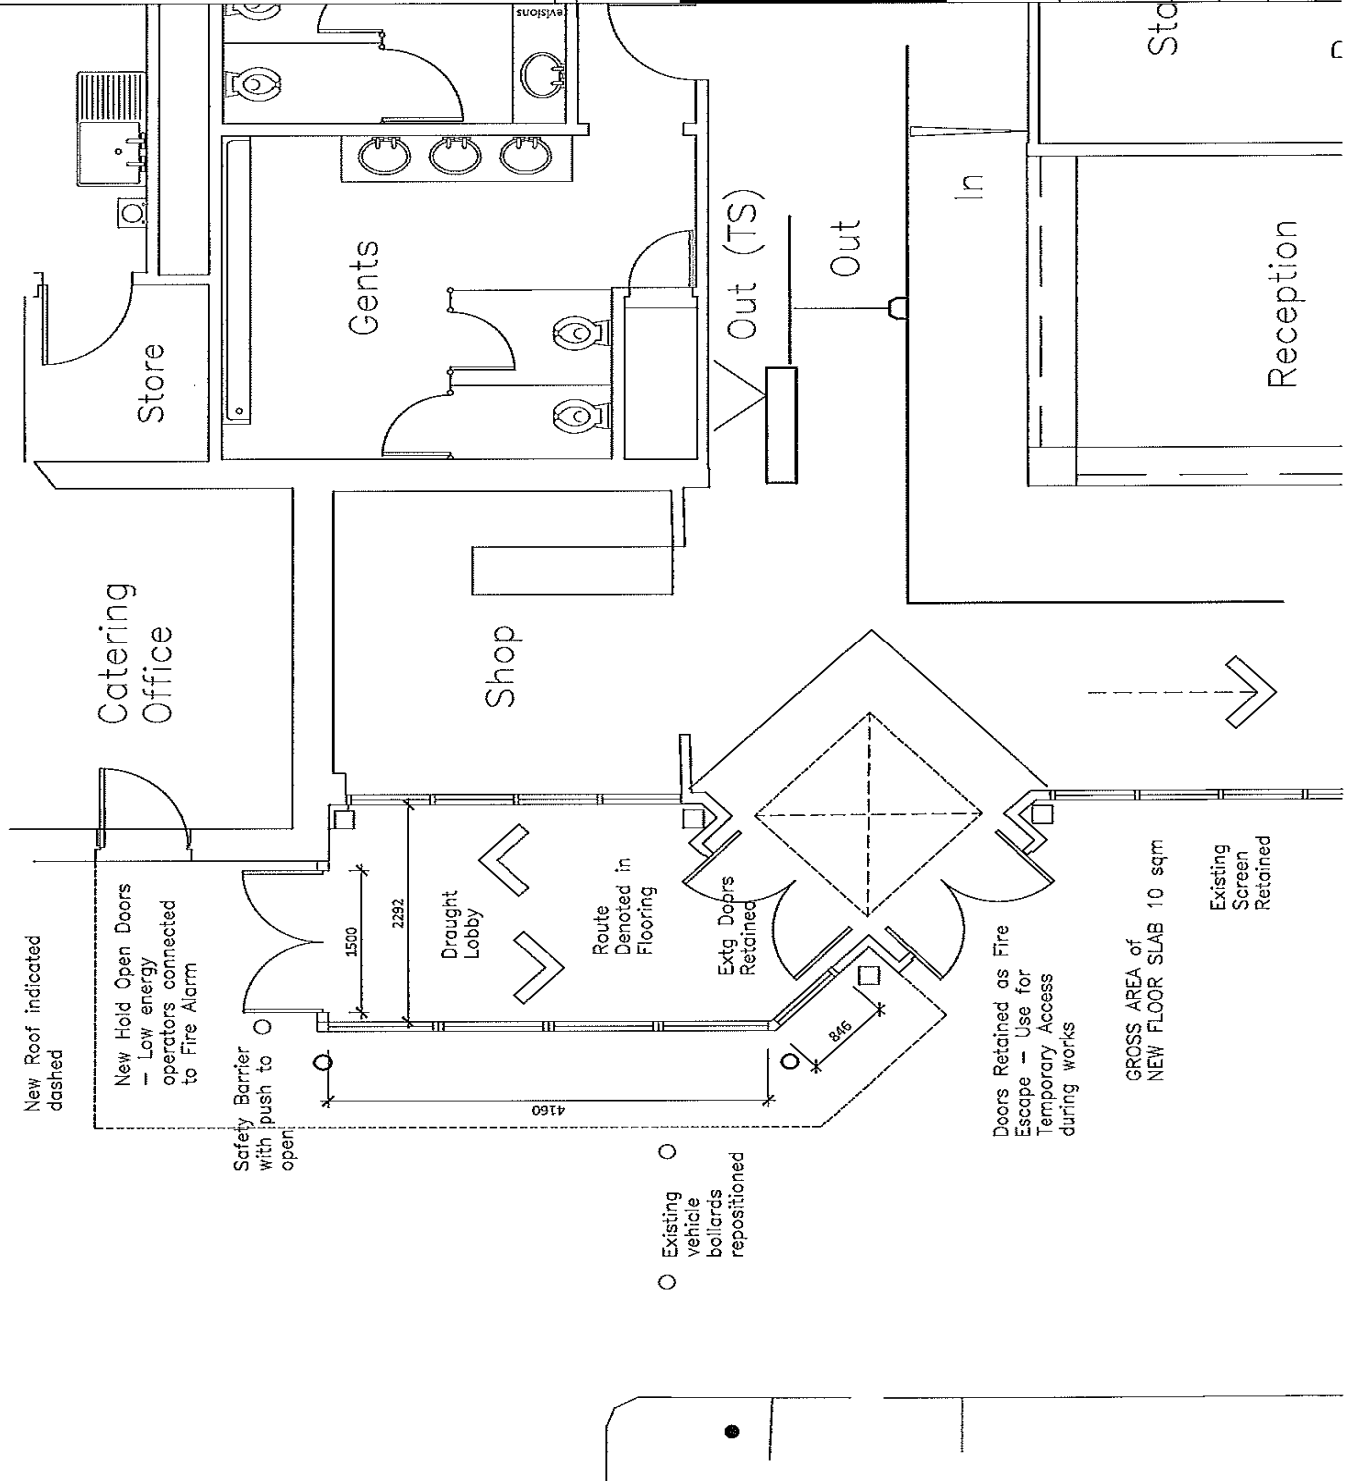 evisions
Sta
In
Out (TS)
Out
Gents
Store
Reception
Catering
Office
Shop
New Roof indicated
dashed
New Hold Open Doors
– Low energy
operators connected
to Fire Alarm
Safety Barrier
with push to
open
1500
2292
Draught
Lobby
Route
Denoted in
Flooring
Extg Doors
Retained
846
4160
Existing
vehicle
bollards
repositioned
Doors Retained as Fire
Escape – Use for
Temporary Access
during works
GROSS AREA of
NEW FLOOR SLAB 10 sqm
Existing
Screen
Retained